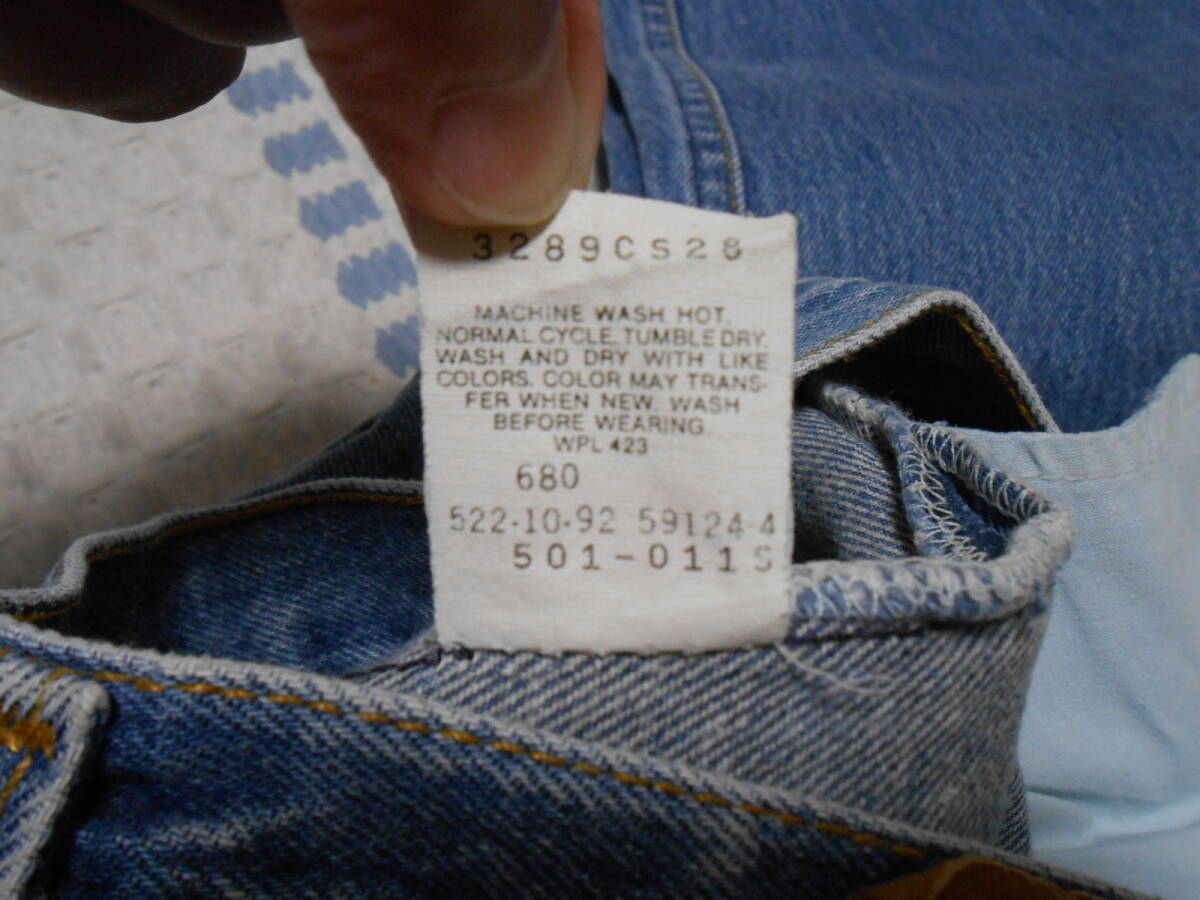 3289CS28
MACHINE WASH HOT.
NORMAL CYCLE. TUMBLE DRY.
WASH AND DRY WITH LIKE
COLORS. COLOR MAY TRANS-
FER WHEN NEW. WASH
BEFORE WEARING.
WPL 423
680
522-10-92 59124-4
501-0115